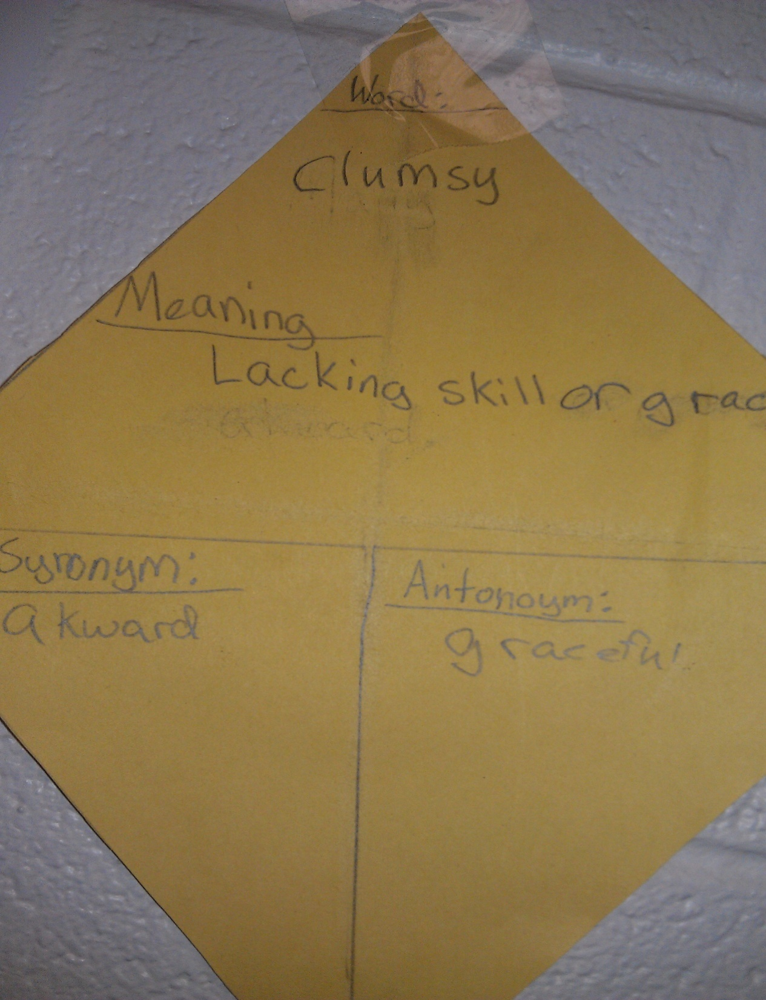 Word:
Clumsy
Meaning
Lacking skill or grac
Synonym:
akward
Antonoym:
graceful